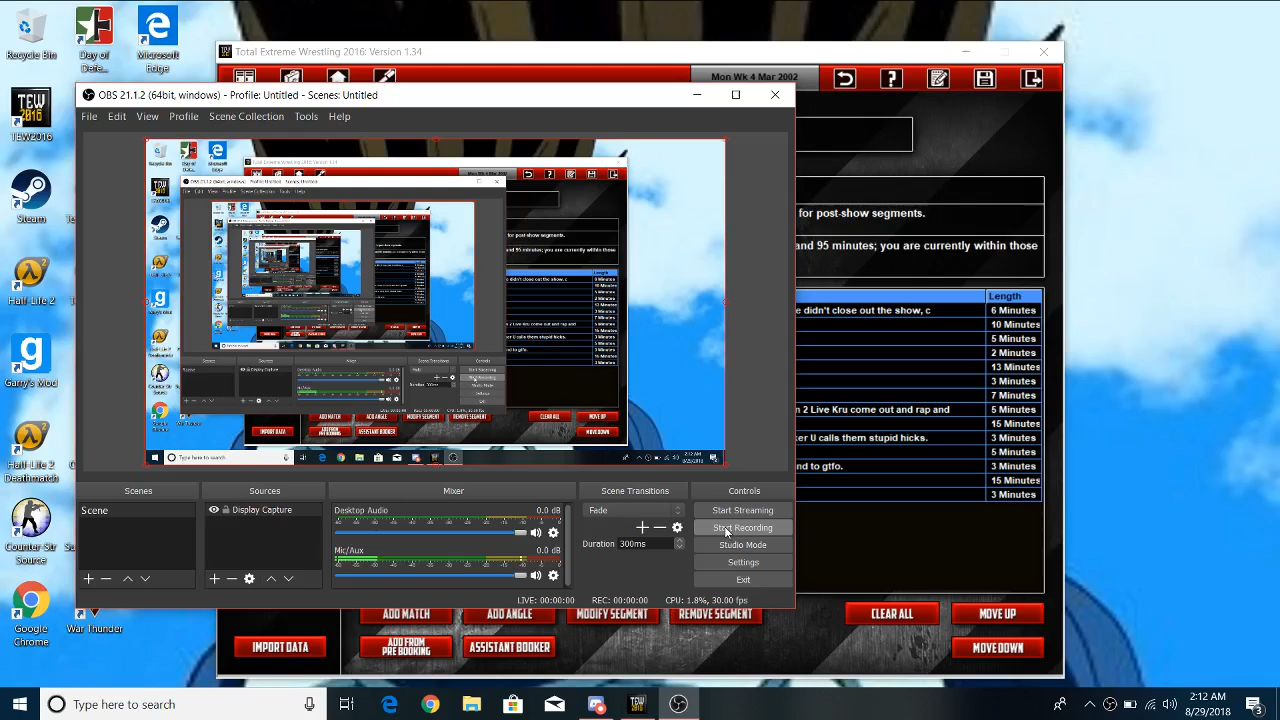 Recycle Bin
Day of
Defe...
Microsoft
Edge
TEW2016
Steam
Half Life 2
Garry's Mod
Half-Life 2
Deathmatch
Counter Str
Source
Google
Chrome
War Thunder
Total Extreme Wrestling 2016: Version 1.34
Mon Wk 4 Mar 2002
OBS 21.1.2 (64bit, windows) - Profile: Untitled - Scenes: Untitled
File
Edit
View
Profile
Scene Collection
Tools
Help
for post-show segments.
and 95 minutes; you are currently within those
Length
e didn't close out the show, c
6 Minutes
10 Minutes
5 Minutes
2 Minutes
13 Minutes
3 Minutes
7 Minutes
n 2 Live Kru come out and rap and
5 Minutes
15 Minutes
ker U calls them stupid hicks.
3 Minutes
5 Minutes
nd to gtfo.
3 Minutes
15 Minutes
3 Minutes
Scenes
Sources
Mixer
Scene Transitions
Controls
Scene
Display Capture
Desktop Audio
0.0 dB
Mic/Aux
0.0 dB
Fade
Duration
300ms
Start Streaming
Start Recording
Studio Mode
Settings
Exit
LIVE: 00:00:00
REC: 00:00:00
CPU: 1.8%, 30.00 fps
ADD MATCH
ADD ANGLE
MODIFY SEGMENT
REMOVE SEGMENT
CLEAR ALL
MOVE UP
IMPORT DATA
ADD FROM
PRE BOOKING
ASSISTANT BOOKER
MOVE DOWN
Type here to search
2:12 AM
8/29/2018
3